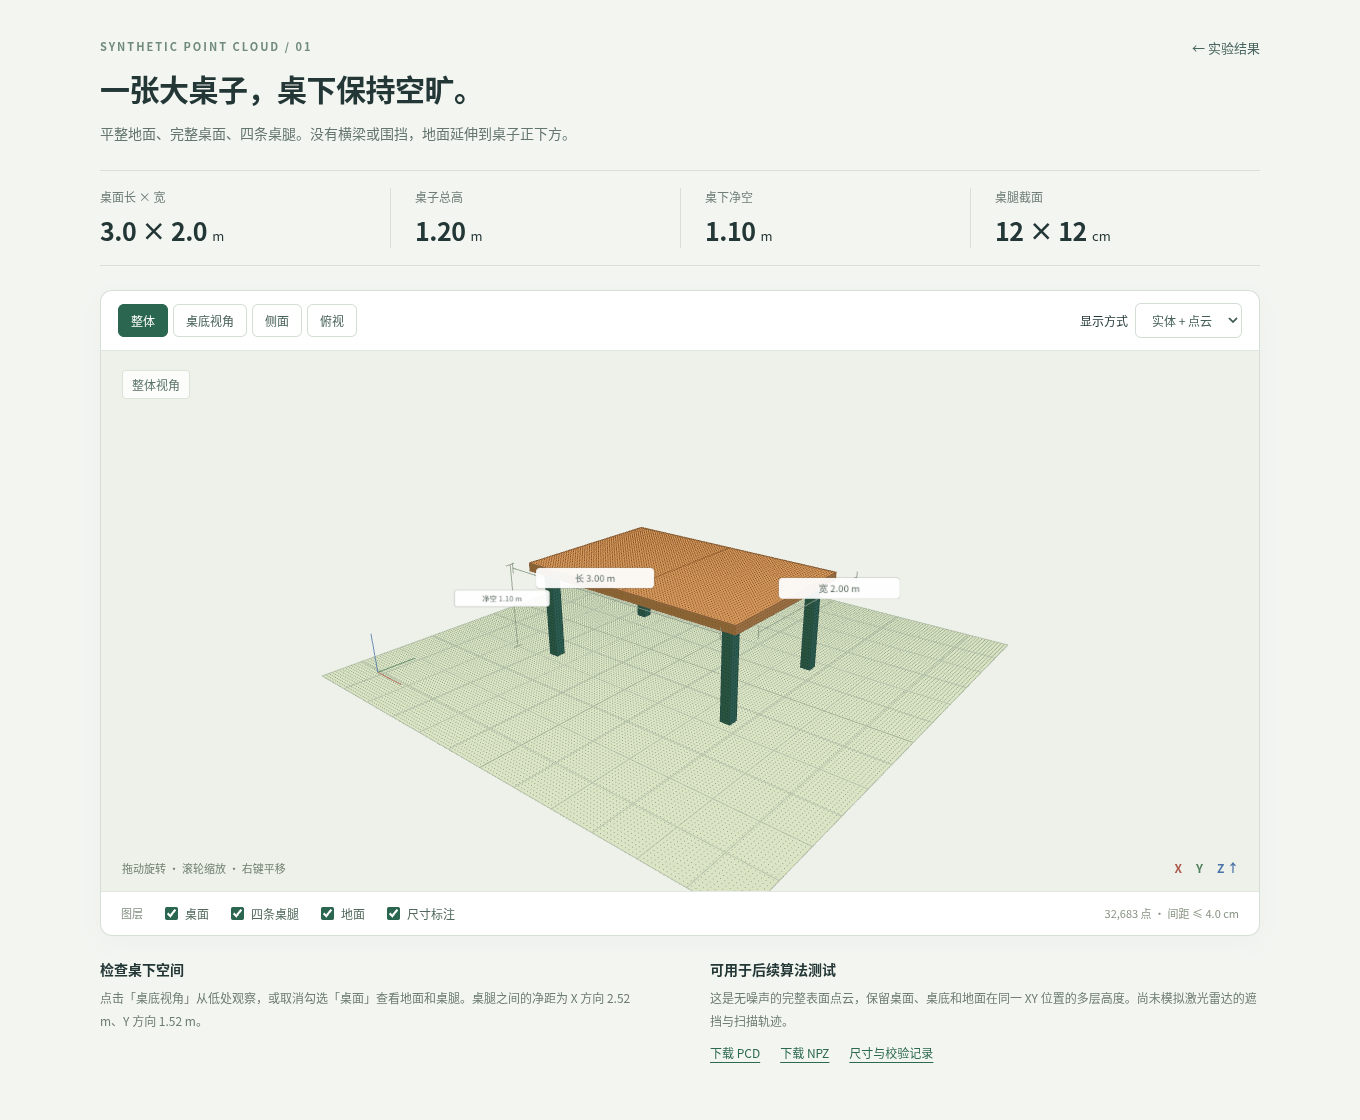 SYNTHETIC POINT CLOUD / 01
← 实验结果
一张大桌子，桌下保持空旷。
平整地面、完整桌面、四条桌腿。没有横梁或围挡，地面延伸到桌子正下方。
桌面长 × 宽
3.0 × 2.0 m
桌子总高
1.20 m
桌下净空
1.10 m
桌腿截面
12 × 12 cm
整体
桌底视角
侧面
俯视
显示方式
实体 + 点云
整体视角
长 3.00 m
宽 2.00 m
净空 1.10 m
拖动旋转 · 滚轮缩放 · 右键平移
X Y Z ↑
图层
桌面
四条桌腿
地面
尺寸标注
32,683 点 · 间距 ≤ 4.0 cm
检查桌下空间
点击「桌底视角」从低处观察，或取消勾选「桌面」查看地面和桌腿。桌腿之间的净距为 X 方向 2.52
m、Y 方向 1.52 m。
可用于后续算法测试
这是无噪声的完整表面点云，保留桌面、桌底和地面在同一 XY 位置的多层高度。尚未模拟激光雷达的遮
挡与扫描轨迹。
下载 PCD
下载 NPZ
尺寸与校验记录